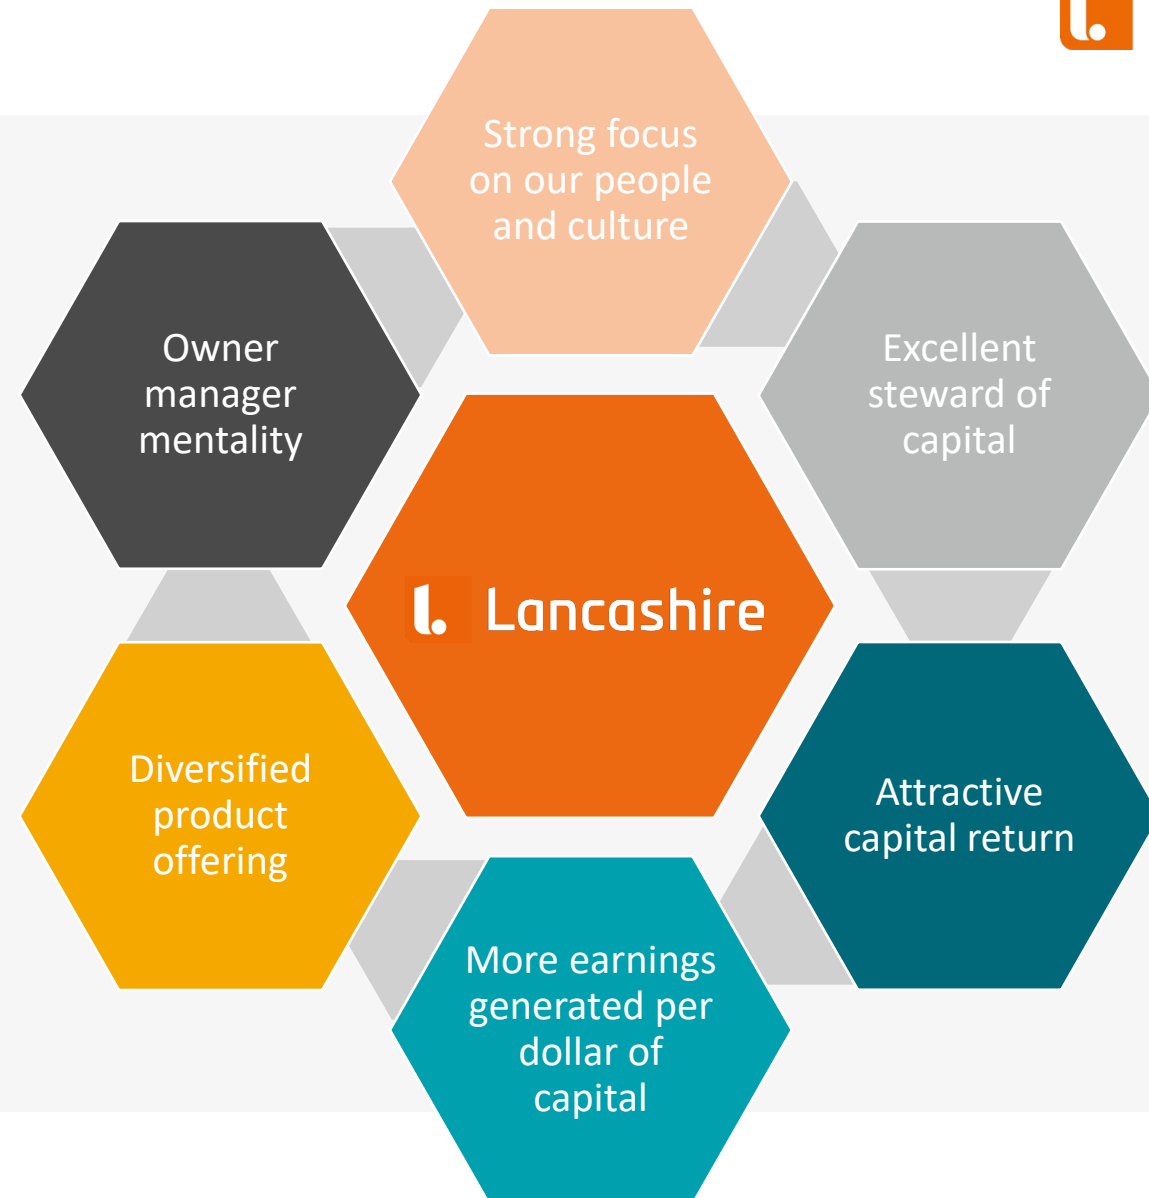 l.
Strong focus
on our people
and culture
Owner
manager
mentality
Excellent
steward of
capital
l. Lancashire
Diversified
product
offering
Attractive
capital return
More earnings
generated per
dollar of
capital